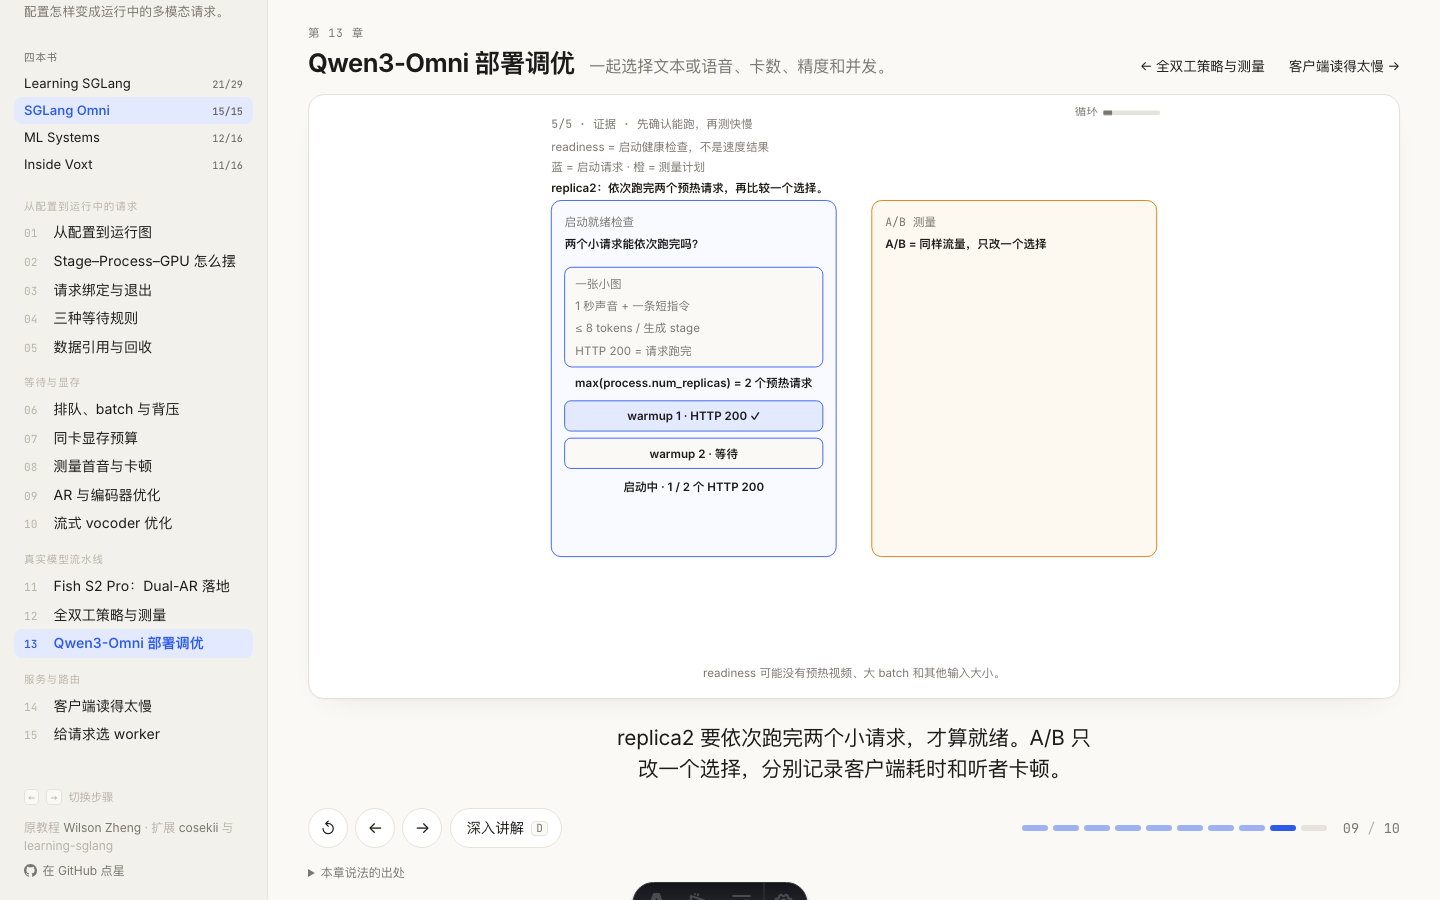 配置怎样变成运行中的多模态请求。
四本书
Learning SGLang 21/29
SGLang Omni 15/15
ML Systems 12/16
Inside Voxt 11/16
从配置到运行中的请求
01 从配置到运行图
02 Stage–Process–GPU 怎么摆
03 请求绑定与退出
04 三种等待规则
05 数据引用与回收
等待与显存
06 排队、batch 与背压
07 同卡显存预算
08 测量首音与卡顿
09 AR 与编码器优化
10 流式 vocoder 优化
真实模型流水线
11 Fish S2 Pro：Dual-AR 落地
12 全双工策略与测量
13 Qwen3-Omni 部署调优
服务与路由
14 客户端读得太慢
15 给请求选 worker
← → 切换步骤
原教程 Wilson Zheng · 扩展 cosekii 与
learning-sglang
在 GitHub 点星
第 13 章
Qwen3-Omni 部署调优 一起选择文本或语音、卡数、精度和并发。
← 全双工策略与测量 客户端读得太慢 →
循环
5/5 · 证据 · 先确认能跑，再测快慢
readiness = 启动健康检查，不是速度结果
蓝 = 启动请求 · 橙 = 测量计划
replica2：依次跑完两个预热请求，再比较一个选择。
启动就绪检查
两个小请求能依次跑完吗？
一张小图
1 秒声音 + 一条短指令
≤ 8 tokens / 生成 stage
HTTP 200 = 请求跑完
max(process.num_replicas) = 2 个预热请求
warmup 1 · HTTP 200 ✓
warmup 2 · 等待
启动中 · 1 / 2 个 HTTP 200
A/B 测量
A/B = 同样流量，只改一个选择
readiness 可能没有预热视频、大 batch 和其他输入大小。
replica2 要依次跑完两个小请求，才算就绪。A/B 只
改一个选择，分别记录客户端耗时和听者卡顿。
深入讲解 D
09 / 10
▶ 本章说法的出处